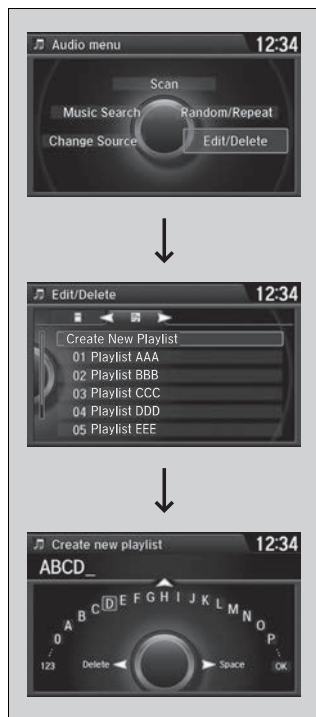 Audio menu 12:34
Scan
Music Search Random/Repeat
Change Source Edit/Delete
Edit/Delete 12:34
Create New Playlist
01 Playlist AAA
02 Playlist BBB
03 Playlist CCC
04 Playlist DDD
05 Playlist EEE
Create new playlist 12:34
ABCD_
0 A B C D E F G H I J K L M N O P
123 Delete Space OK